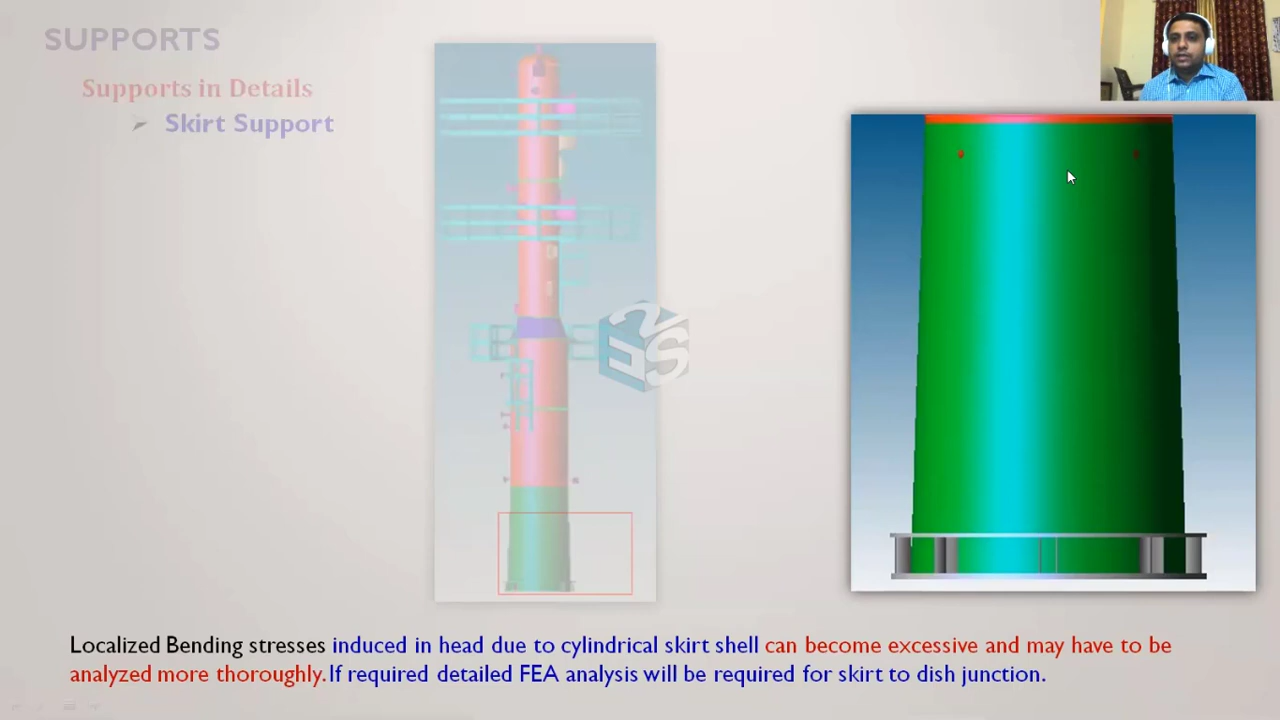 SUPPORTS
Supports in Details
Skirt Support
Localized Bending stresses induced in head due to cylindrical skirt shell can become excessive and may have to be
analyzed more thoroughly.If required detailed FEA analysis will be required for skirt to dish junction.